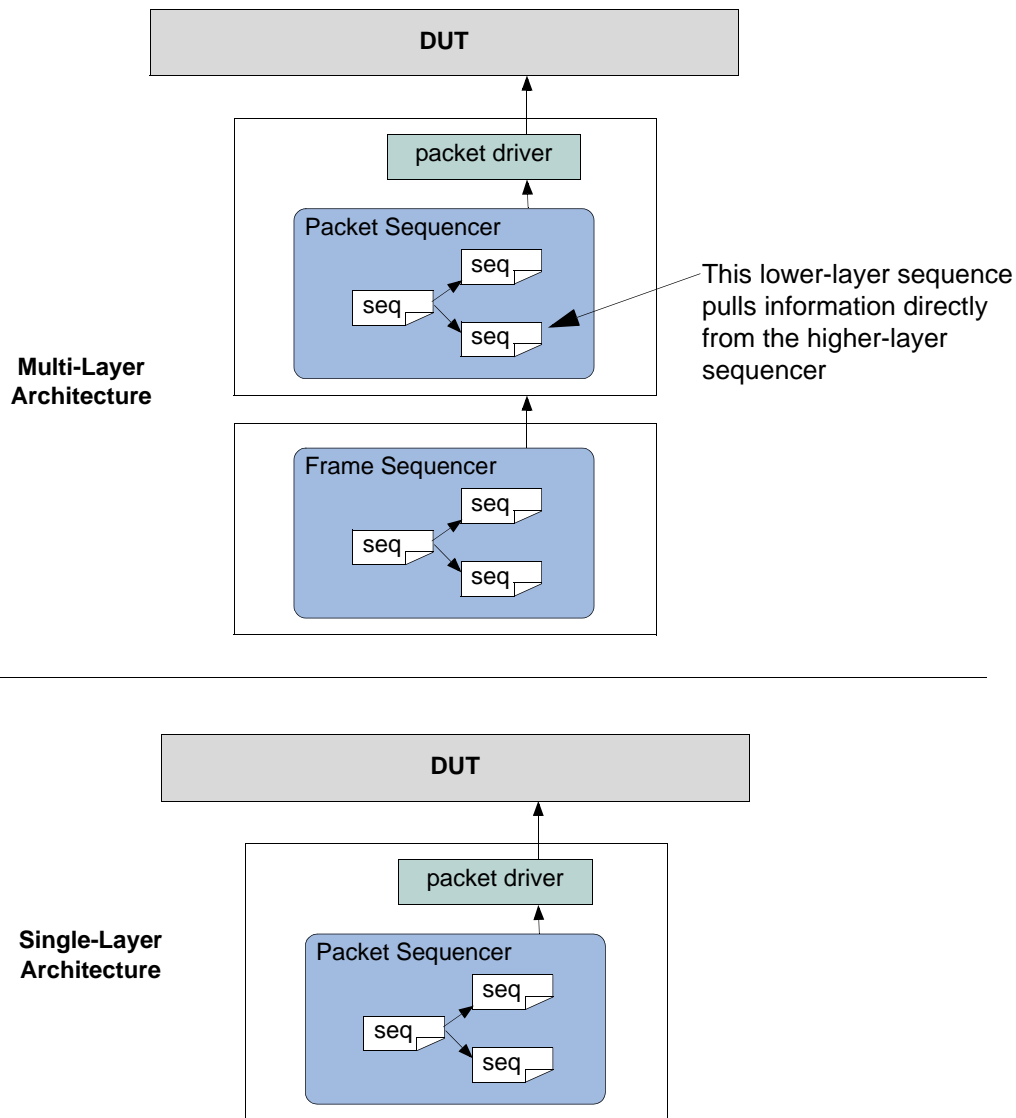 DUT
packet driver
Packet Sequencer
seq
seq
seq
This lower-layer sequence
pulls information directly
from the higher-layer
sequencer
Multi-Layer
Architecture
Frame Sequencer
seq
seq
seq
DUT
packet driver
Single-Layer
Architecture
Packet Sequencer
seq
seq
seq